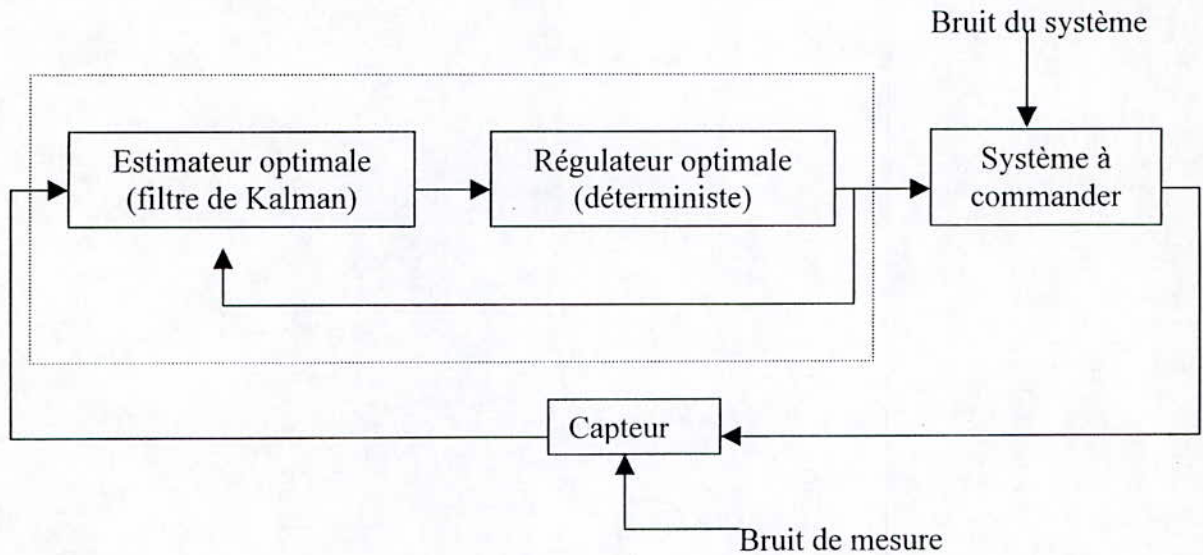 Bruit du système
Estimateur optimale
(filtre de Kalman)
Régulateur optimale
(déterministe)
Système à
commander
Capteur
Bruit de mesure